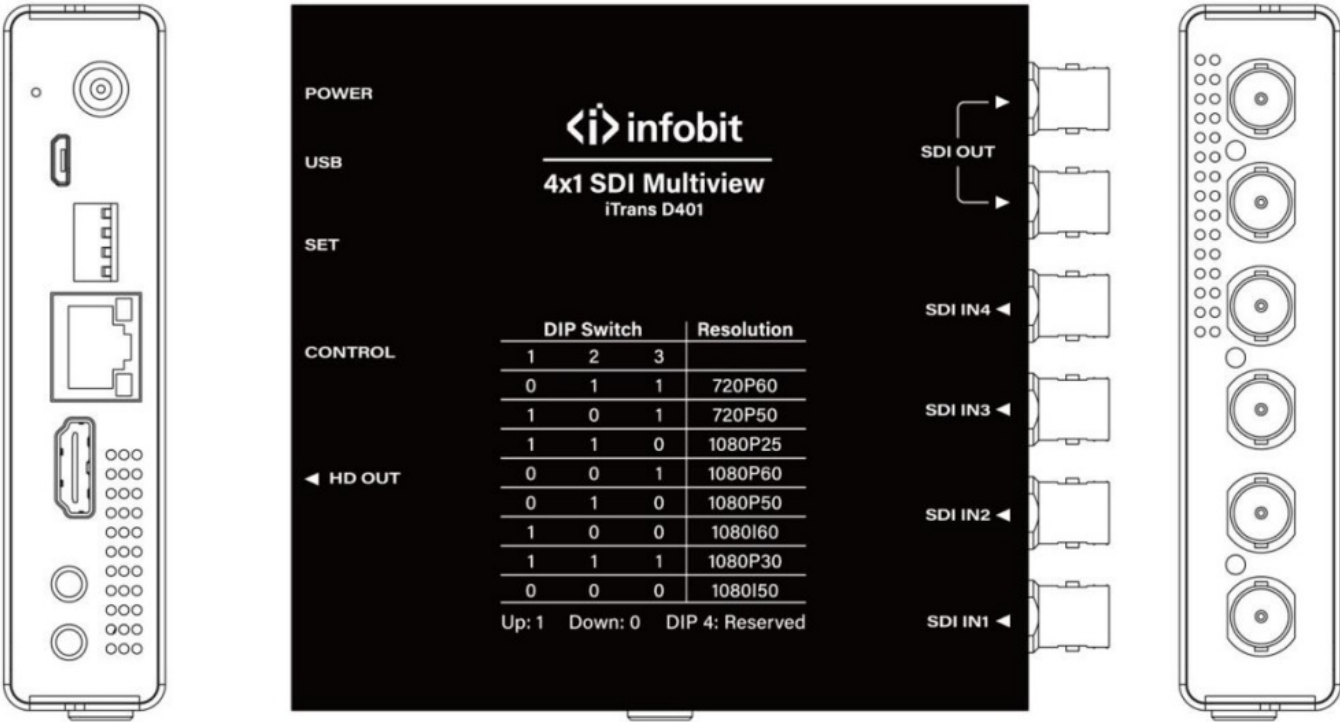 POWER
USB
SET
CONTROL
◄ HD OUT
<i> infobit
4x1 SDI Multiview
iTrans D401
DIP Switch Resolution
1 2 3
0 1 1 720P60
1 0 1 720P50
1 1 0 1080P25
0 0 1 1080P60
0 1 0 1080P50
1 0 0 1080I60
1 1 1 1080P30
0 0 0 1080I50
Up: 1 Down: 0 DIP 4: Reserved
SDI OUT
SDI IN4 ◄
SDI IN3 ◄
SDI IN2 ◄
SDI IN1 ◄